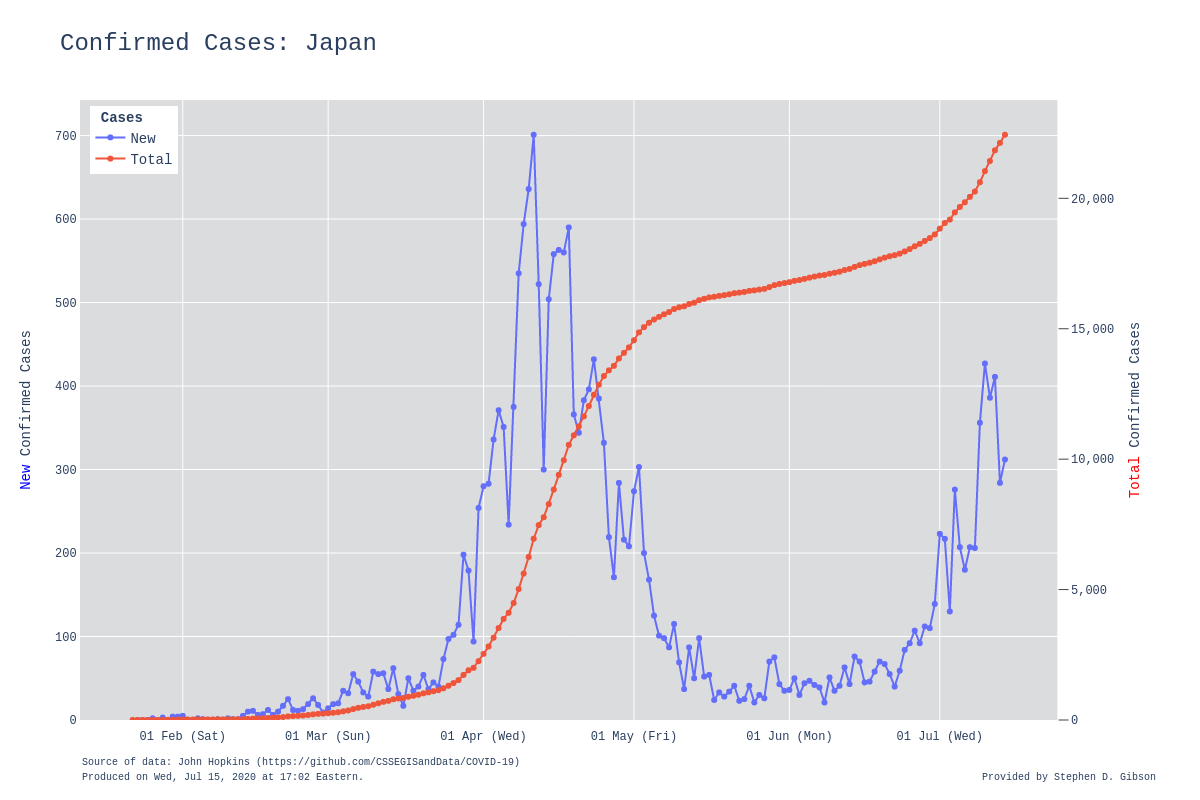 Confirmed Cases: Japan
Cases
New
Total
700
600
500
400
300
200
100
0
20,000
15,000
10,000
5,000
0
New Confirmed Cases
Total Confirmed Cases
01 Feb (Sat)
01 Mar (Sun)
01 Apr (Wed)
01 May (Fri)
01 Jun (Mon)
01 Jul (Wed)
Source of data: John Hopkins (https://github.com/CSSEGISandData/COVID-19)
Produced on Wed, Jul 15, 2020 at 17:02 Eastern.
Provided by Stephen D. Gibson